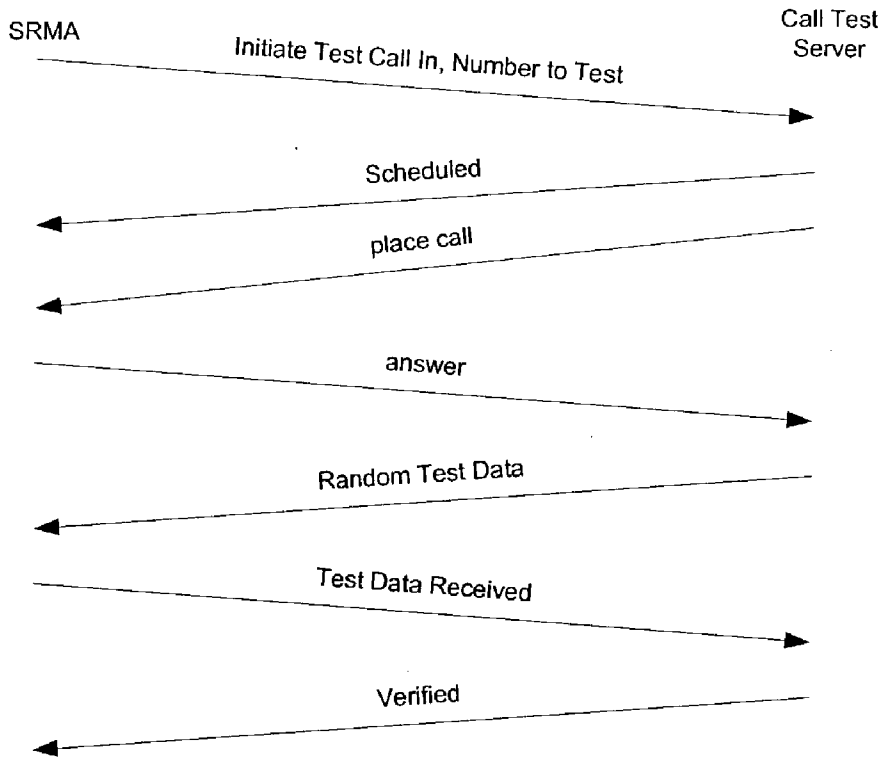 SRMA
Call Test
Server
Initiate Test Call In, Number to Test
Scheduled
place call
answer
Random Test Data
Test Data Received
Verified